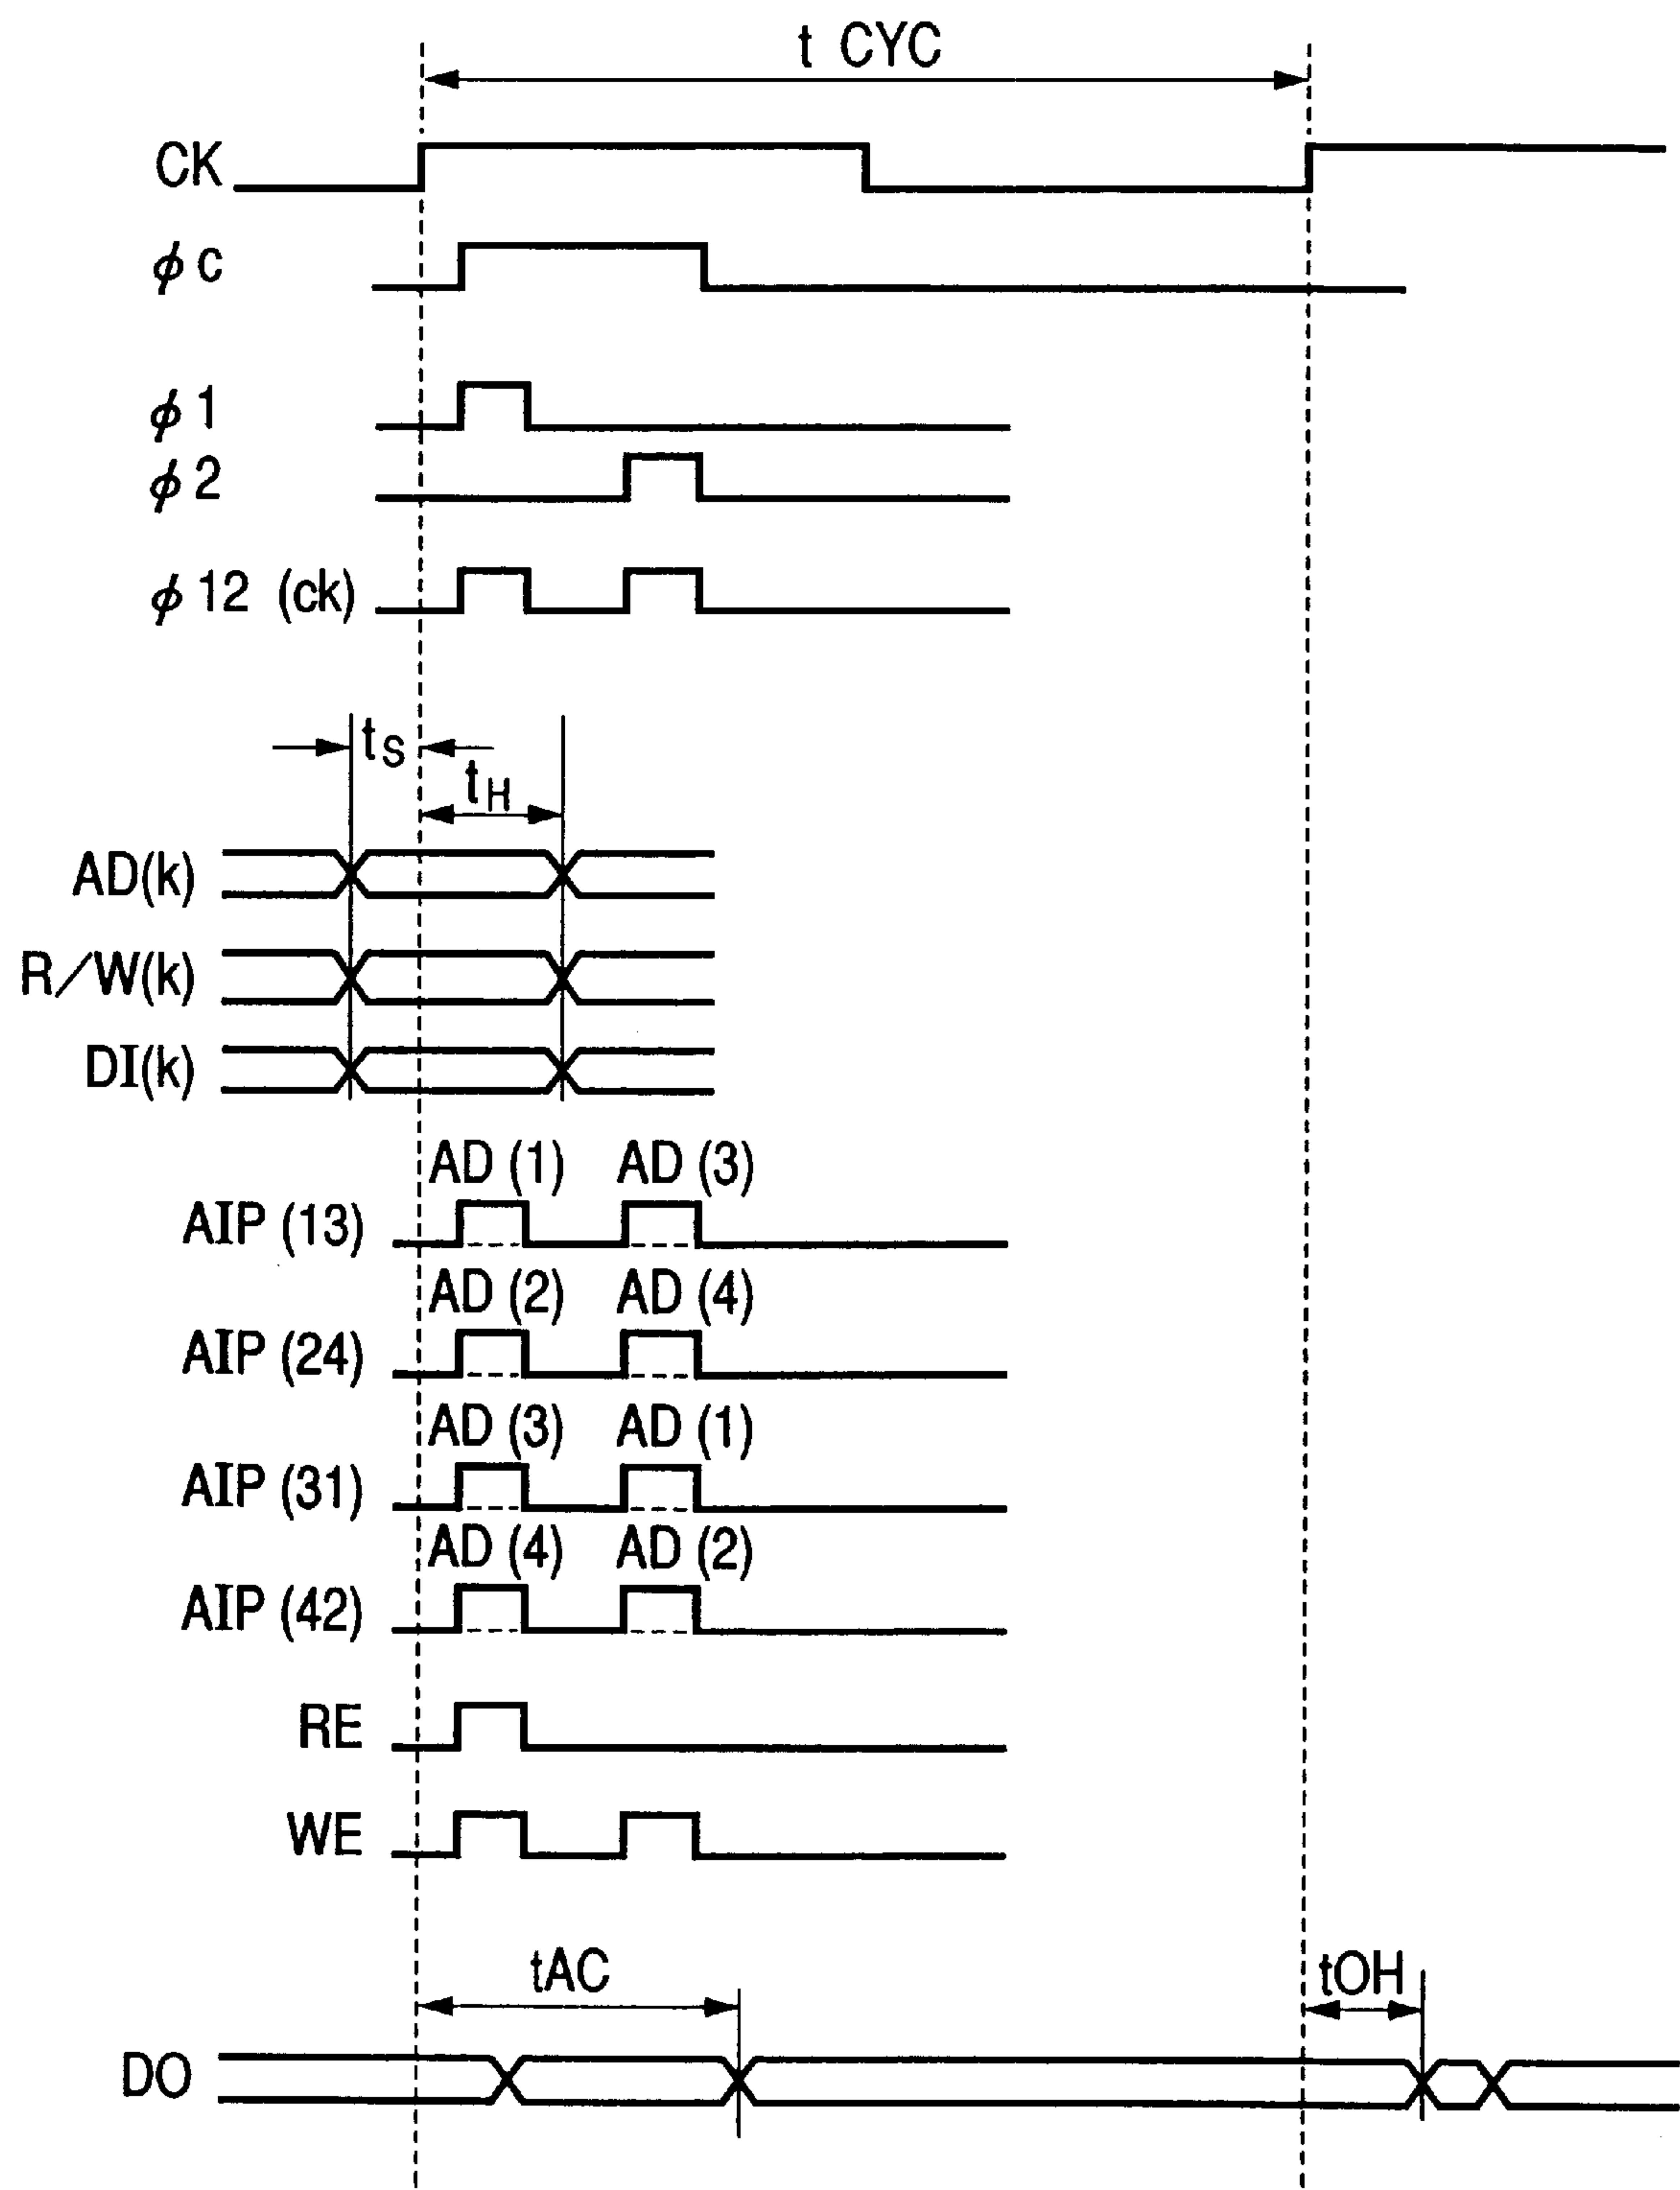 t CYC
CK
φ c
φ 1
φ 2
φ 12 (ck)
tS
tH
AD(k)
R/W(k)
DI(k)
AD (1) AD (3)
AIP (13)
AD (2) AD (4)
AIP (24)
AD (3) AD (1)
AIP (31)
AD (4) AD (2)
AIP (42)
RE
WE
tAC tOH
DO